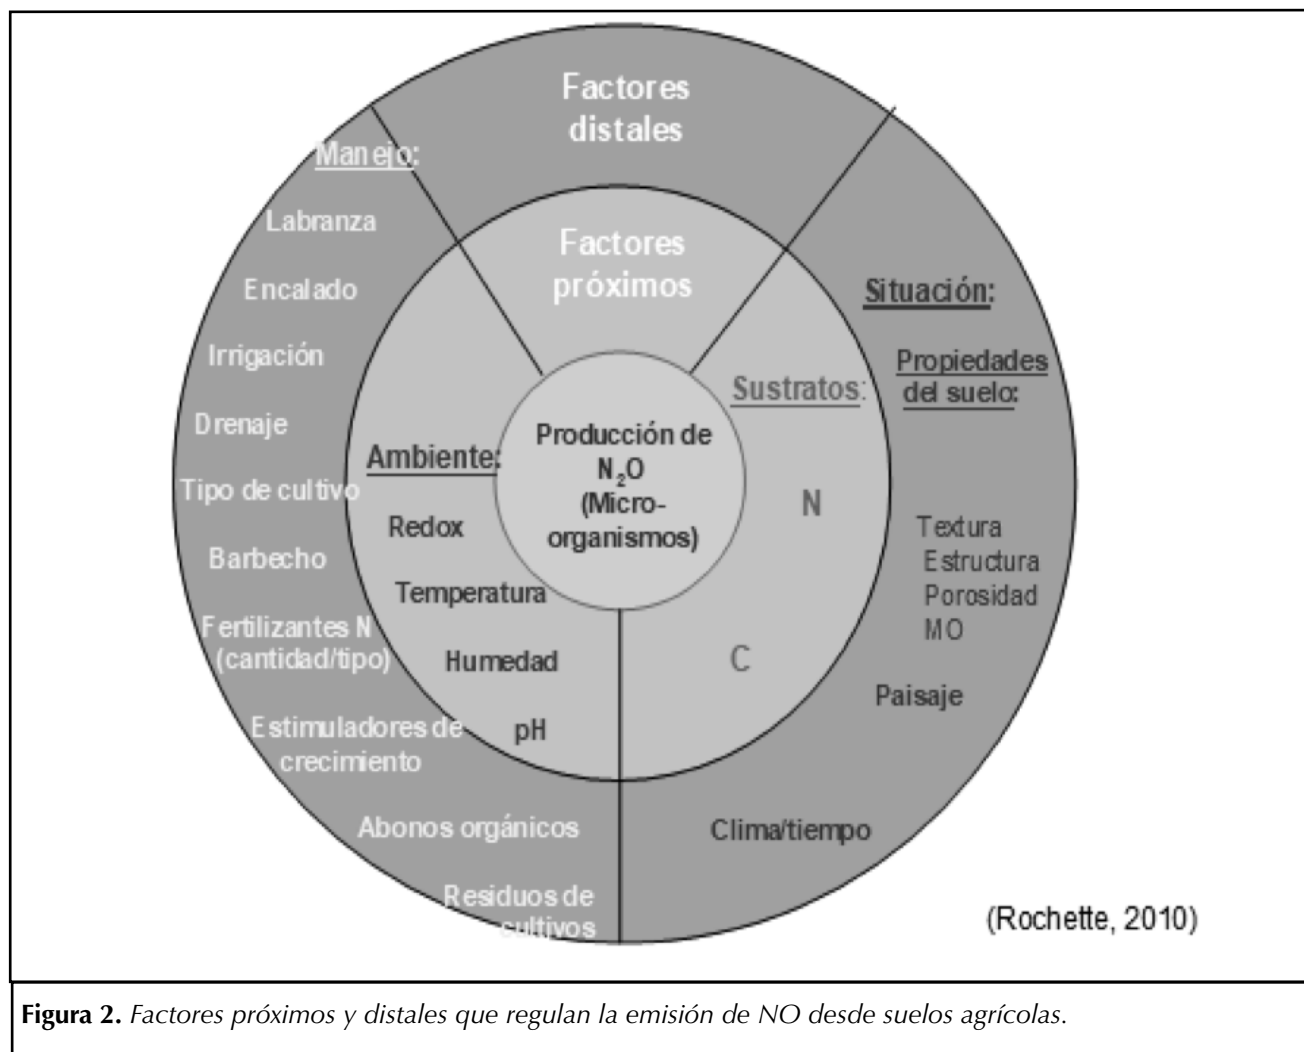 Factores
distales
Factores
próximos
Manejo:
Labranza
Encalado
Irrigación
Drenaje
Tipo de cultivo
Barbecho
Fertilizantes N
(cantidad/tipo)
Estimuladores de
crecimiento
Abonos orgánicos
Residuos de
cultivos
Ambiente:
Redox
Temperatura
Humedad
pH
Producción de
N₂O
(Micro-
organismos)
Sustratos:
N
C
Situación:
Propiedades
del suelo:
Textura
Estructura
Porosidad
MO
Paisaje
Clima/tiempo
(Rochette, 2010)
Figura 2. Factores próximos y distales que regulan la emisión de NO desde suelos agrícolas.